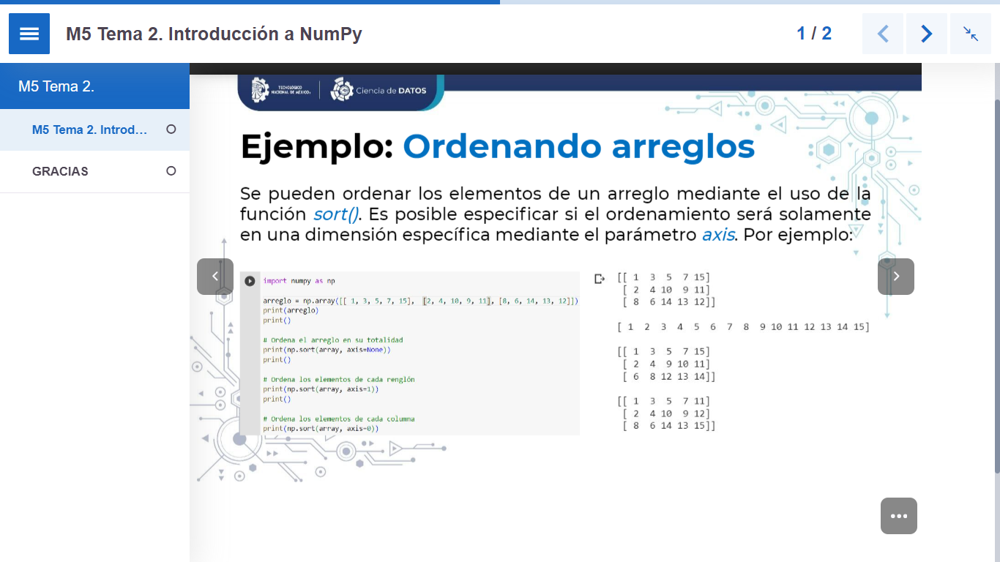 M5 Tema 2. Introducción a NumPy
1 / 2
M5 Tema 2.
M5 Tema 2. Introd...
GRACIAS
TECNOLÓGICO
NACIONAL DE MÉXICO®
Ciencia de DATOS
Ejemplo: Ordenando arreglos
Se pueden ordenar los elementos de un arreglo mediante el uso de la
función sort(). Es posible especificar si el ordenamiento será solamente
en una dimensión específica mediante el parámetro axis. Por ejemplo:
import numpy as np
arreglo = np.array([[ 1, 3, 5, 7, 15], [2, 4, 10, 9, 11], [8, 6, 14, 13, 12]])
print(arreglo)
print()
# Ordena el arreglo en su totalidad
print(np.sort(array, axis=None))
print()
# Ordena los elementos de cada renglón
print(np.sort(array, axis=1))
print()
# Ordena los elementos de cada columna
print(np.sort(array, axis=0))
[[ 1 3 5 7 15]
[ 2 4 10 9 11]
[ 8 6 14 13 12]]
[ 1 2 3 4 5 6 7 8 9 10 11 12 13 14 15]
[[ 1 3 5 7 15]
[ 2 4 9 10 11]
[ 6 8 12 13 14]]
[[ 1 3 5 7 11]
[ 2 4 10 9 12]
[ 8 6 14 13 15]]